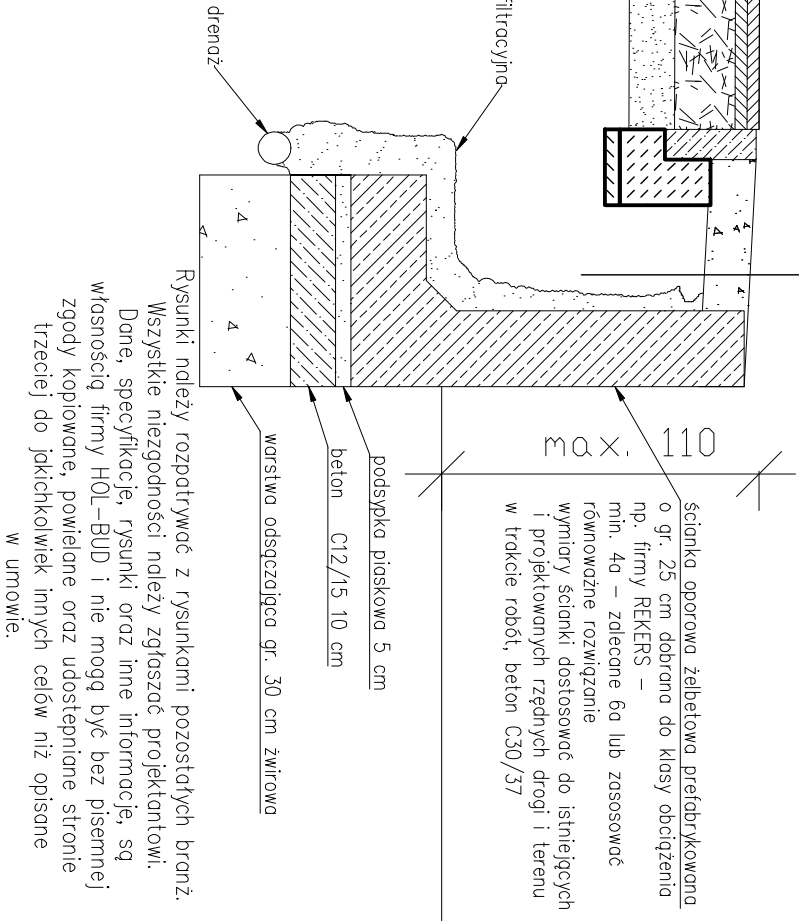 filtracyjna
drenaż
max. 110
ścianka oporowa żelbetowa prefabrykowana
o gr. 25 cm dobrana do klasy obciążenia
np. firmy REKERS -
min. 4a - zalecane 6a lub zasosować
równoważne rozwiązanie
wymiary ścianki dostosować do istniejących
i projektowanych rzędnych drogi i terenu
w trakcie robót, beton C30/37
podsypka piaskowa 5 cm
beton C12/15 10 cm
warstwa odsączająca gr. 30 cm żwirowa
Rysunki należy rozpatrywać z rysunkami pozostałych branż.
Wszystkie niezgodności należy zgłaszać projektantowi.
Dane, specyfikacje, rysunki oraz inne informacje, są
własnością firmy HOL-BUD i nie mogą być bez pisemnej
zgody kopiowane, powielane oraz udostepniane stronie
trzeciej do jakichkolwiek innych celów niż opisane
w umowie.